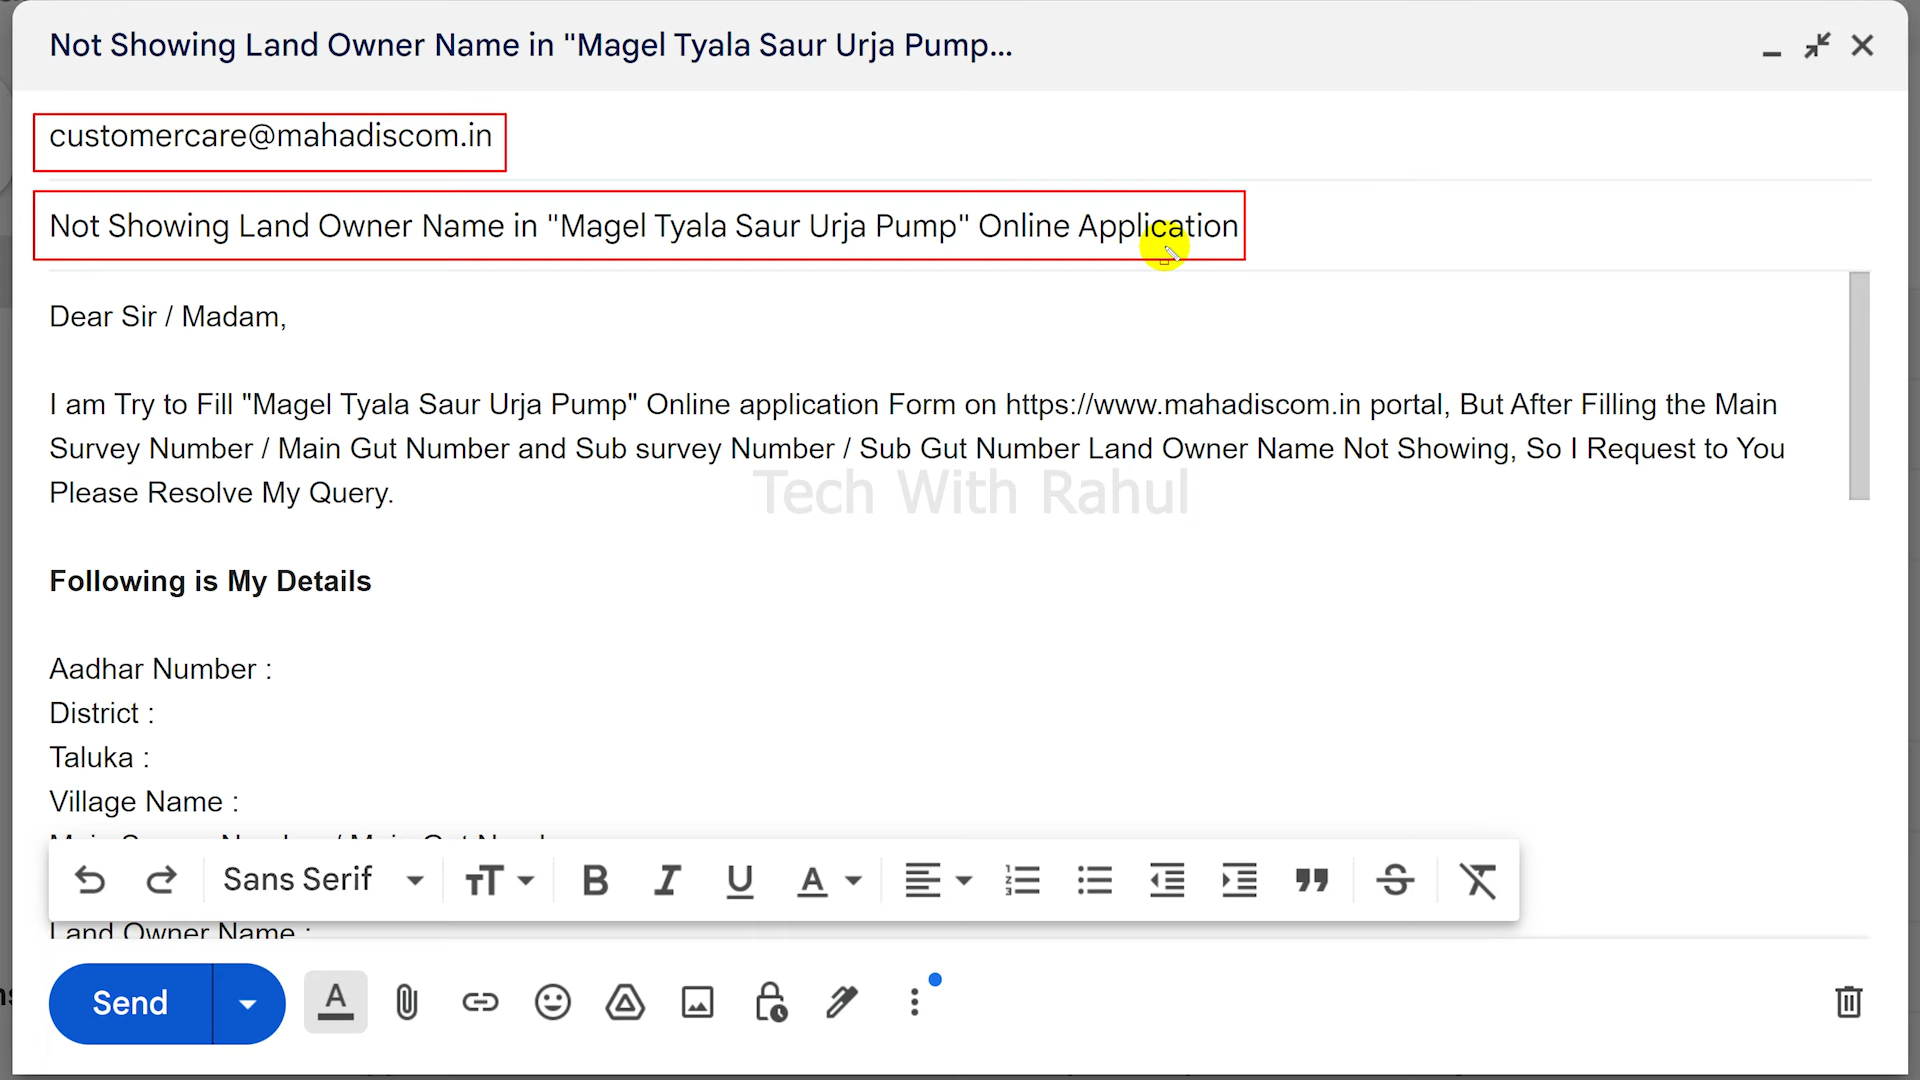 Not Showing Land Owner Name in "Magel Tyala Saur Urja Pump...
customercare@mahadiscom.in
Not Showing Land Owner Name in "Magel Tyala Saur Urja Pump" Online Application
Dear Sir / Madam,
I am Try to Fill "Magel Tyala Saur Urja Pump" Online application Form on https://www.mahadiscom.in portal, But After Filling the Main
Survey Number / Main Gut Number and Sub survey Number / Sub Gut Number Land Owner Name Not Showing, So I Request to You
Please Resolve My Query.
Tech With Rahul
Following is My Details
Aadhar Number :
District :
Taluka :
Village Name :
Sans Serif
Land Owner Name :
Send